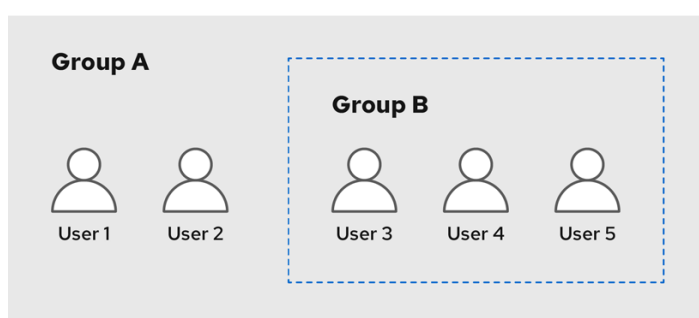 Group A
Group B
User 1
User 2
User 3
User 4
User 5